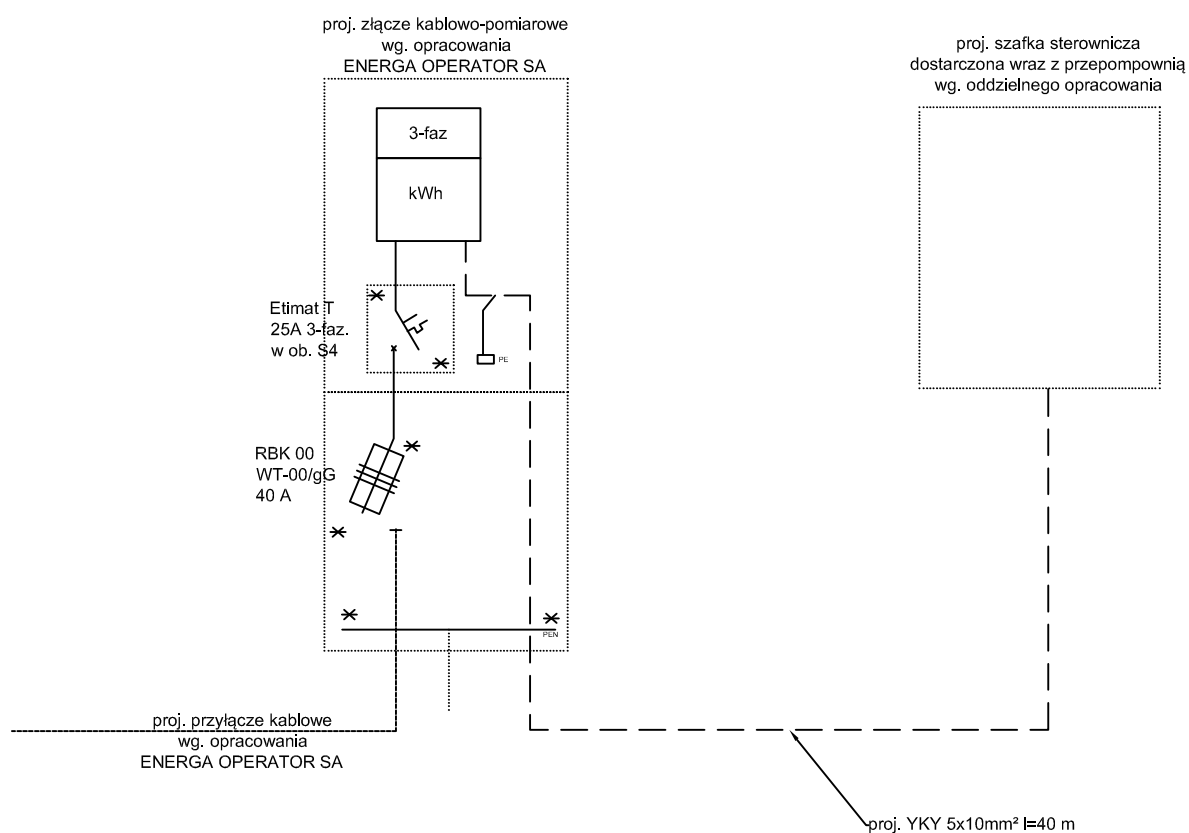 proj. złącze kablowo-pomiarowe
wg. opracowania
ENERGA OPERATOR SA
proj. szafka sterownicza
dostarczona wraz z przepompownią
wg. oddzielnego opracowania
3-faz
kWh
Etimat T
25A 3-faz.
w ob. S4
PE
RBK 00
WT-00/gG
40 A
PEN
proj. przyłącze kablowe
wg. opracowania
ENERGA OPERATOR SA
proj. YKY 5x10mm² l=40 m